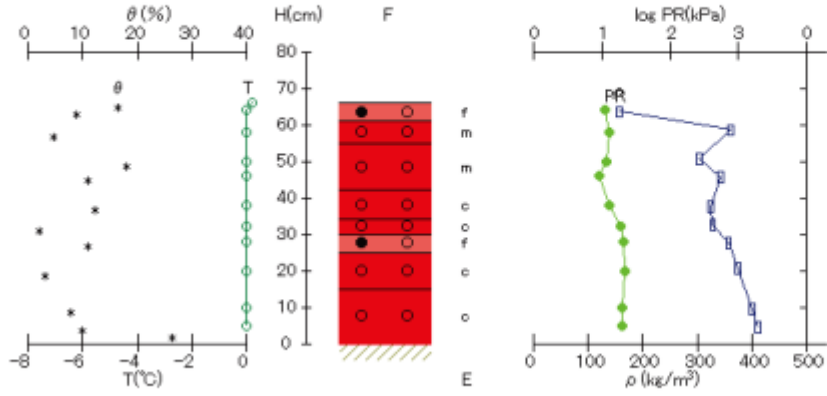 θ(%)
H(cm)
F
log PR(kPa)
0 10 20 30 40
80
0 1 2 3
0
70
θ
T
60
f
m
50
m
40
c
30
c
f
20
c
10
c
0
-8 -6 -4 -2 0
0 100 200 300 400 500
T(℃)
E
ρ(kg/m³)